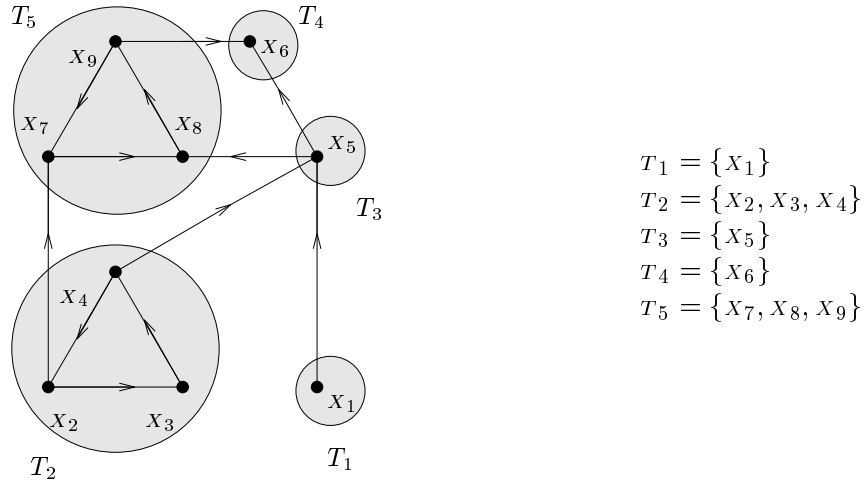 T₅
T₄
X₉
X₆
X₇
X₈
X₅
T₃
X₄
X₂
X₃
X₁
T₂
T₁
T₁ = {X₁}
T₂ = {X₂, X₃, X₄}
T₃ = {X₅}
T₄ = {X₆}
T₅ = {X₇, X₈, X₉}